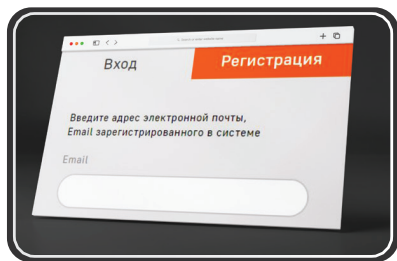 Вход
Регистрация
Введите адрес электронной почты,
Email зарегистрированного в системе
Email